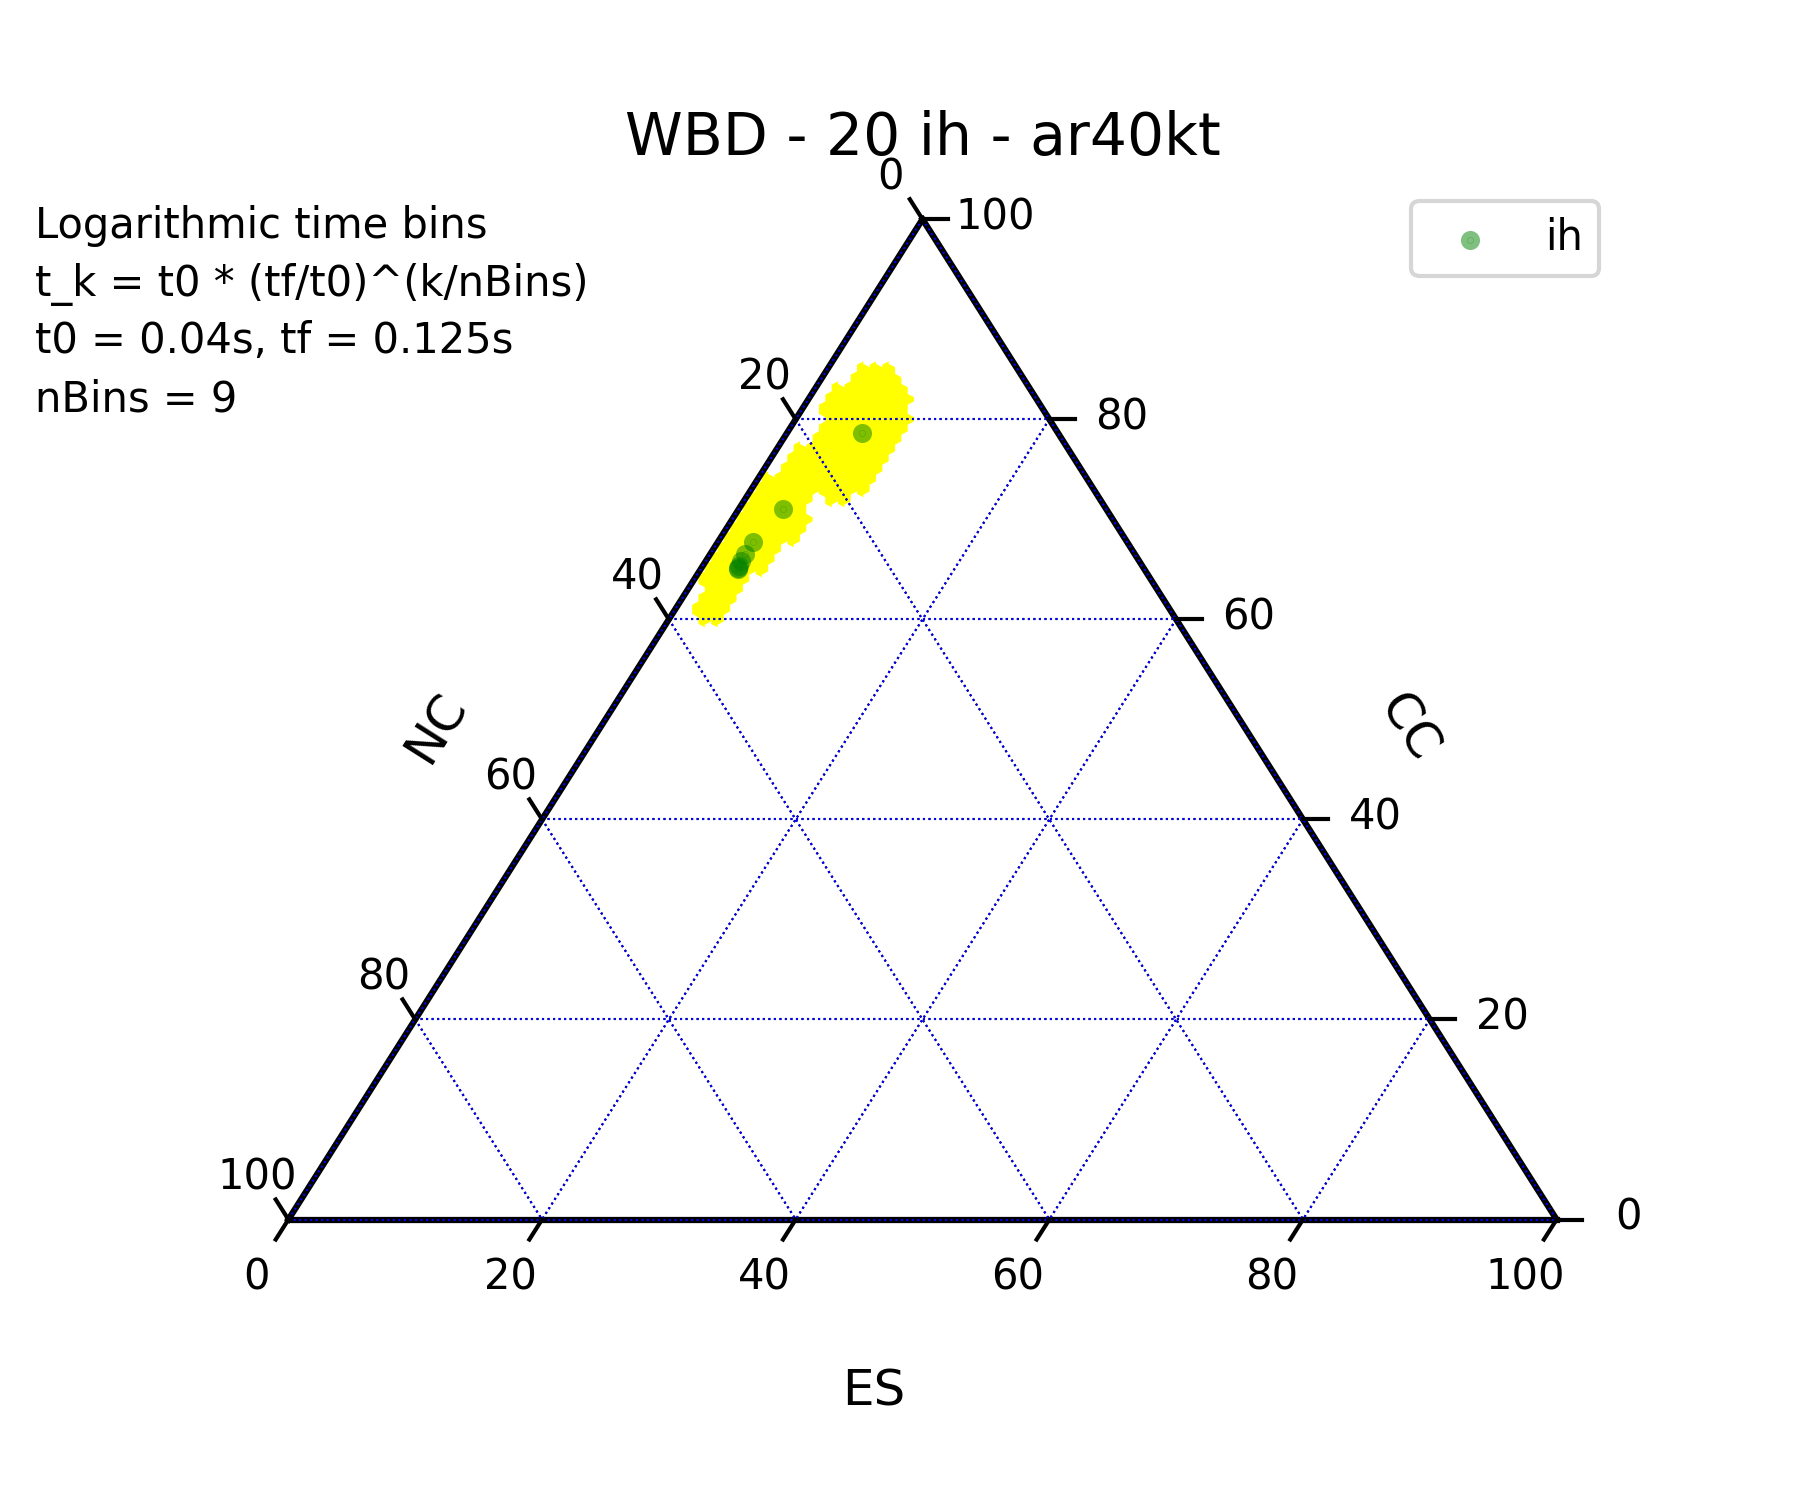 WBD - 20 ih - ar40kt
Logarithmic time bins
t_k = t0 * (tf/t0)^(k/nBins)
t0 = 0.04s, tf = 0.125s
nBins = 9
ih
0
100
20
80
40
60
NC
CC
60
40
80
20
100
0
0
20
40
60
80
100
ES